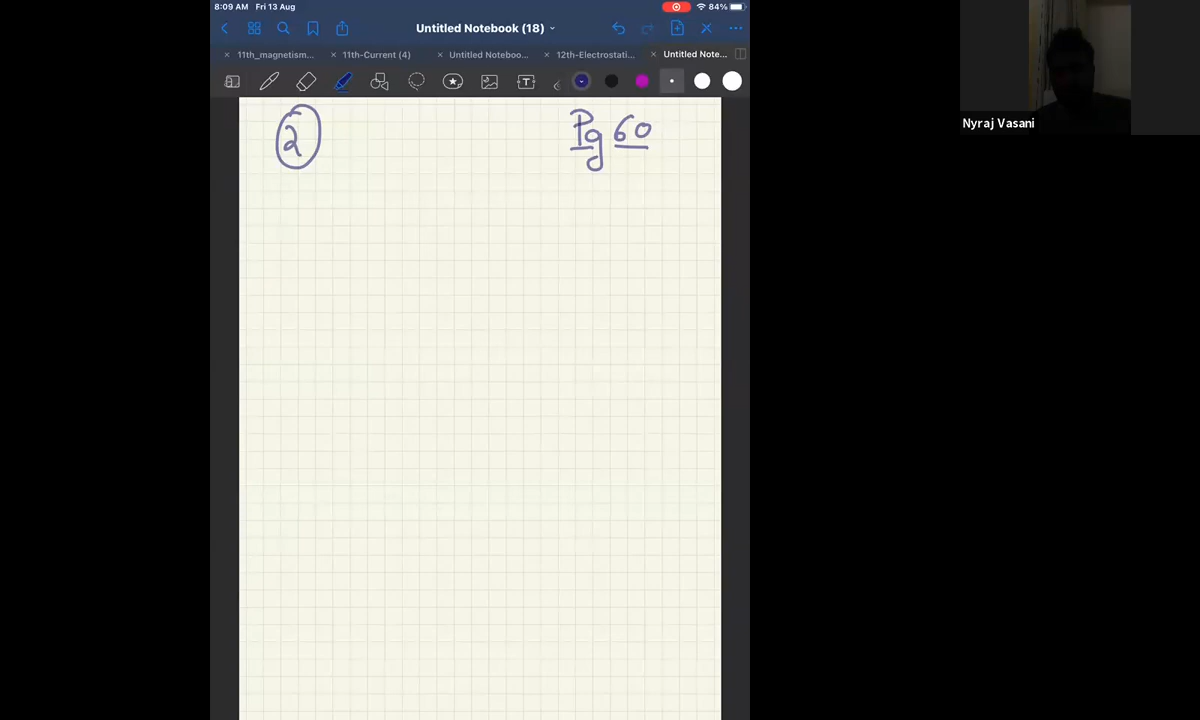 8:09 AM Fri 13 Aug
84%
Untitled Notebook (18)
11th_magnetism...
11th-Current (4)
Untitled Noteboo...
12th-Electrostati...
Untitled Note...
T
Nyraj Vasani
2 Pg 60